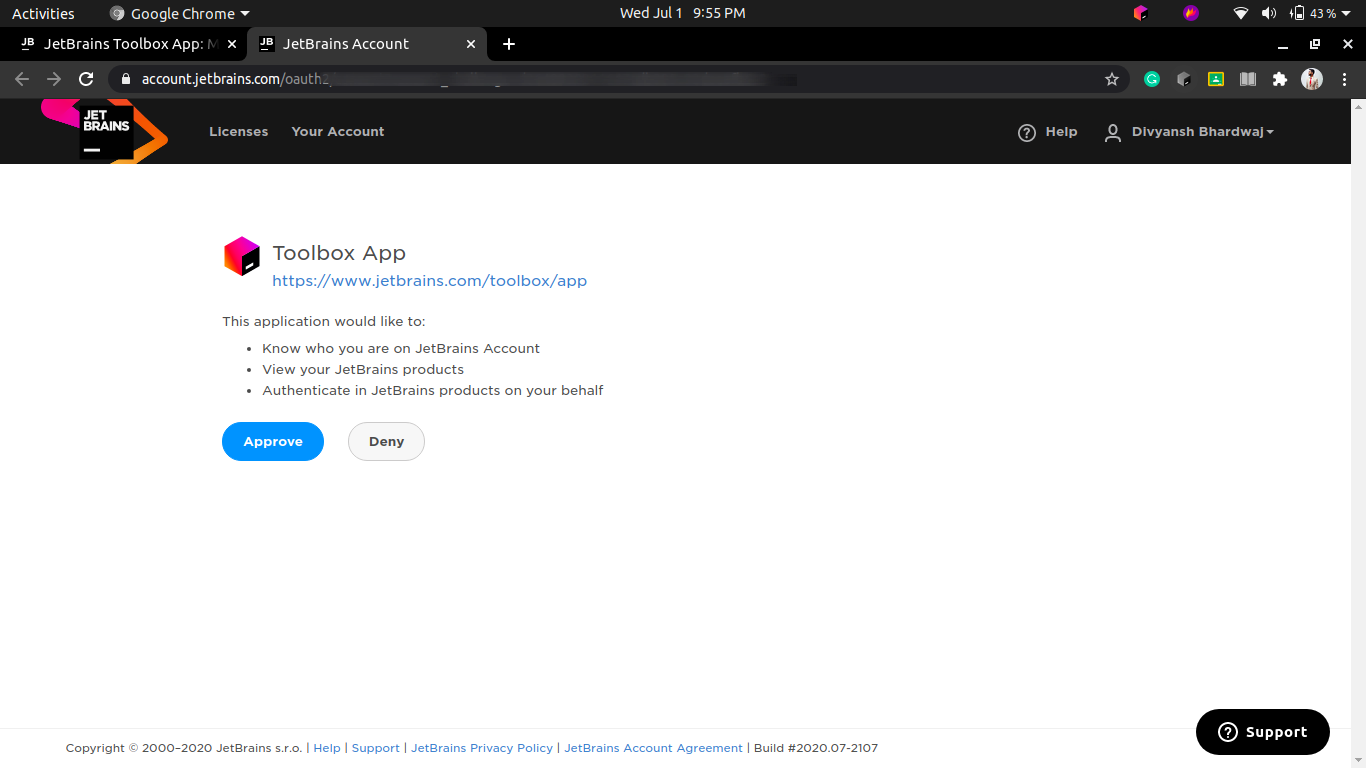 Activities Google Chrome Wed Jul 1 9:55 PM 43 %
JB JetBrains Toolbox App: M JB JetBrains Account
account.jetbrains.com/oauth2
JET
BRAINS
Licenses Your Account Help Divyansh Bhardwaj
Toolbox App
https://www.jetbrains.com/toolbox/app
This application would like to:
• Know who you are on JetBrains Account
• View your JetBrains products
• Authenticate in JetBrains products on your behalf
Approve Deny
Support
Copyright © 2000–2020 JetBrains s.r.o. | Help | Support | JetBrains Privacy Policy | JetBrains Account Agreement | Build #2020.07-2107